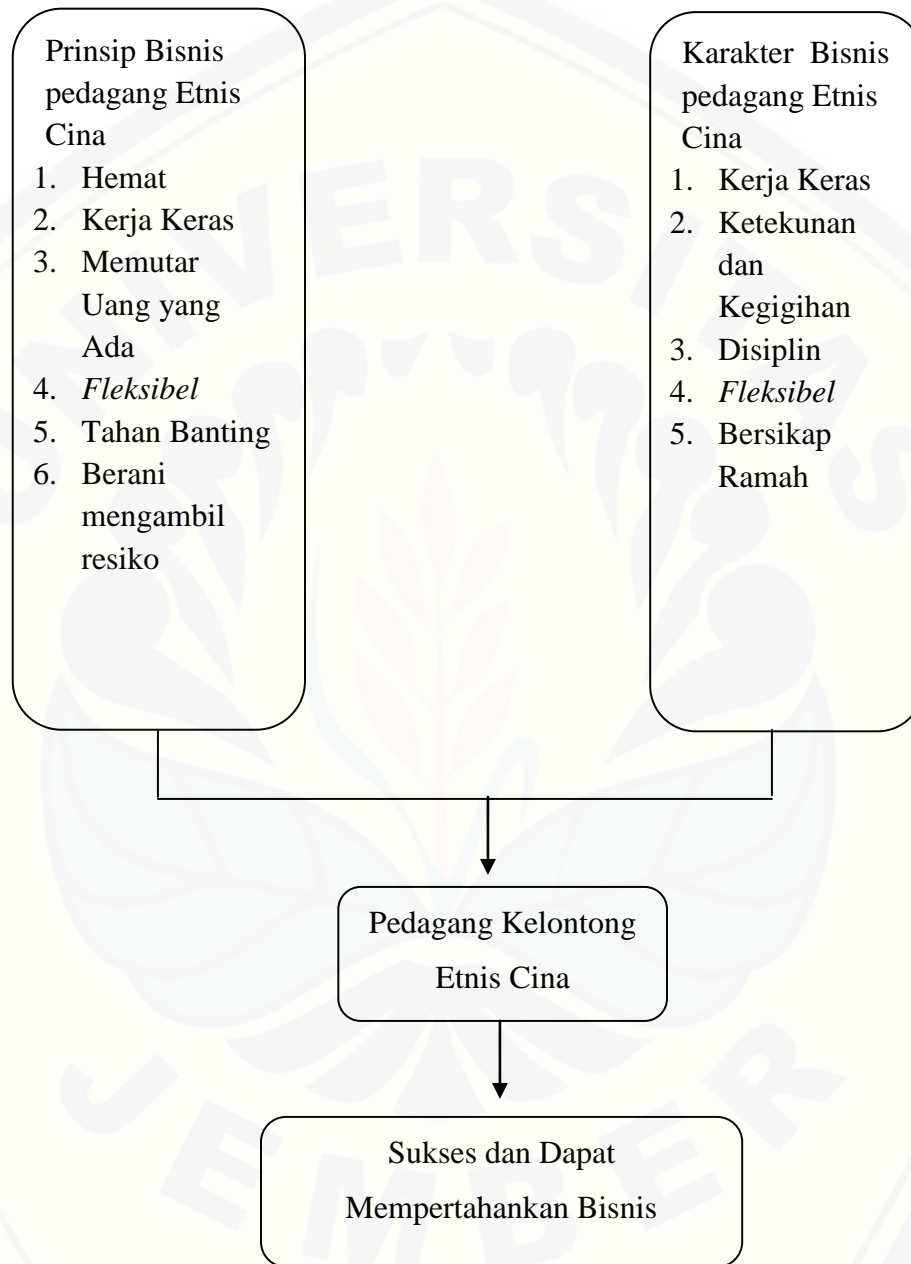 Prinsip Bisnis
pedagang Etnis
Cina
1. Hemat
2. Kerja Keras
3. Memutar
Uang yang
Ada
4. Fleksibel
5. Tahan Banting
6. Berani
mengambil
resiko
Karakter Bisnis
pedagang Etnis
Cina
1. Kerja Keras
2. Ketekunan
dan
Kegigihan
3. Disiplin
4. Fleksibel
5. Bersikap
Ramah
Pedagang Kelontong
Etnis Cina
Sukses dan Dapat
Mempertahankan Bisnis
UNIVERSITAS
JEMBER